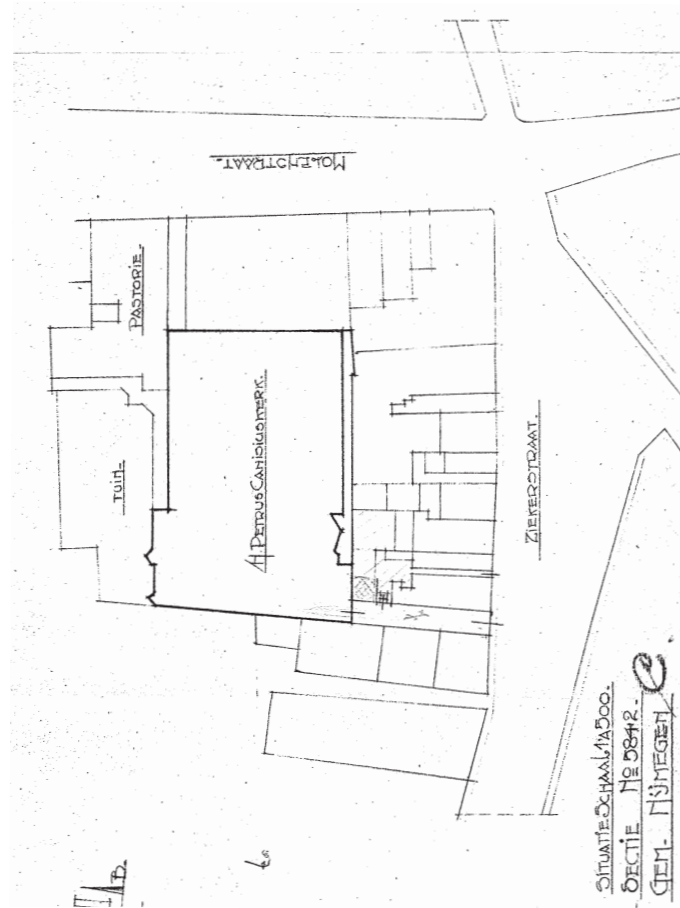 MOLENSTRAAT.
PASTORIE.
TUIN.
H. PETRUS CANISIUSKERK.
ZIEKERSTRAAT.
SITUATIE SCHAAL 1 A 500.
SECTIE No 5842.
GEM. NIJMEGEN
B.